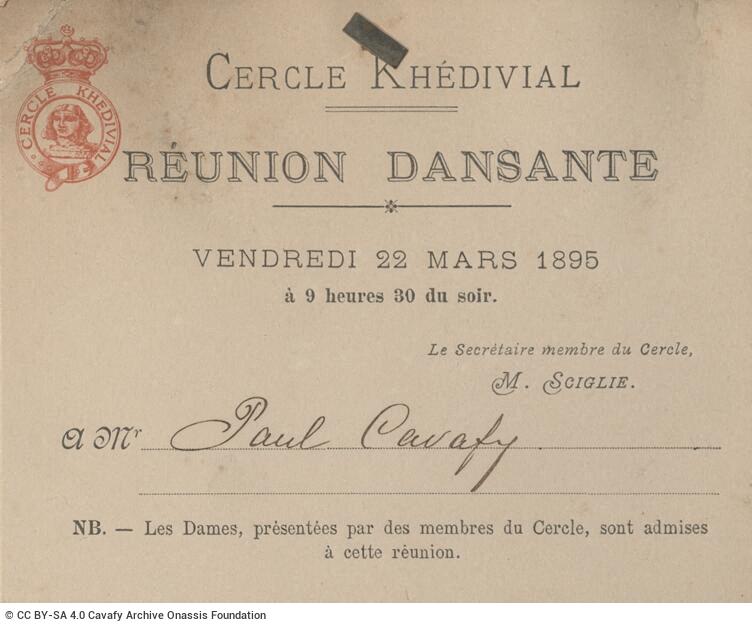 CERCLE KHEDIVIAL
CERCLE KHÉDIVIAL
RÉUNION DANSANTE
VENDREDI 22 MARS 1895
à 9 heures 30 du soir.
Le Secrétaire membre du Cercle,
M. SCIGLIE.
A Mr Paul Cavafy
NB. — Les Dames, présentées par des membres du Cercle, sont admises
à cette réunion.
© CC BY-SA 4.0 Cavafy Archive Onassis Foundation